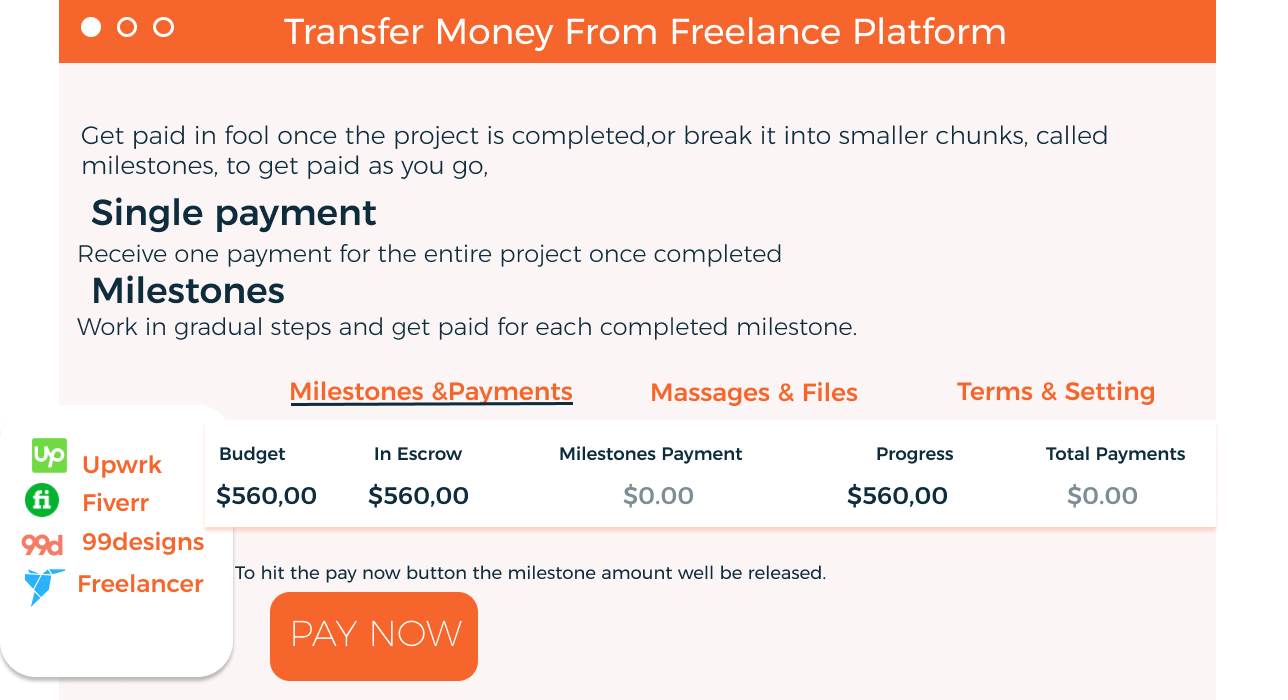 Transfer Money From Freelance Platform
Get paid in fool once the project is completed,or break it into smaller chunks, called
milestones, to get paid as you go,
Single payment
Receive one payment for the entire project once completed
Milestones
Work in gradual steps and get paid for each completed milestone.
Milestones &Payments Massages & Files Terms & Setting
Budget In Escrow Milestones Payment Progress Total Payments
$560,00 $560,00 $0.00 $560,00 $0.00
Up Upwrk
fi Fiverr
99d 99designs
Freelancer
To hit the pay now button the milestone amount well be released.
PAY NOW